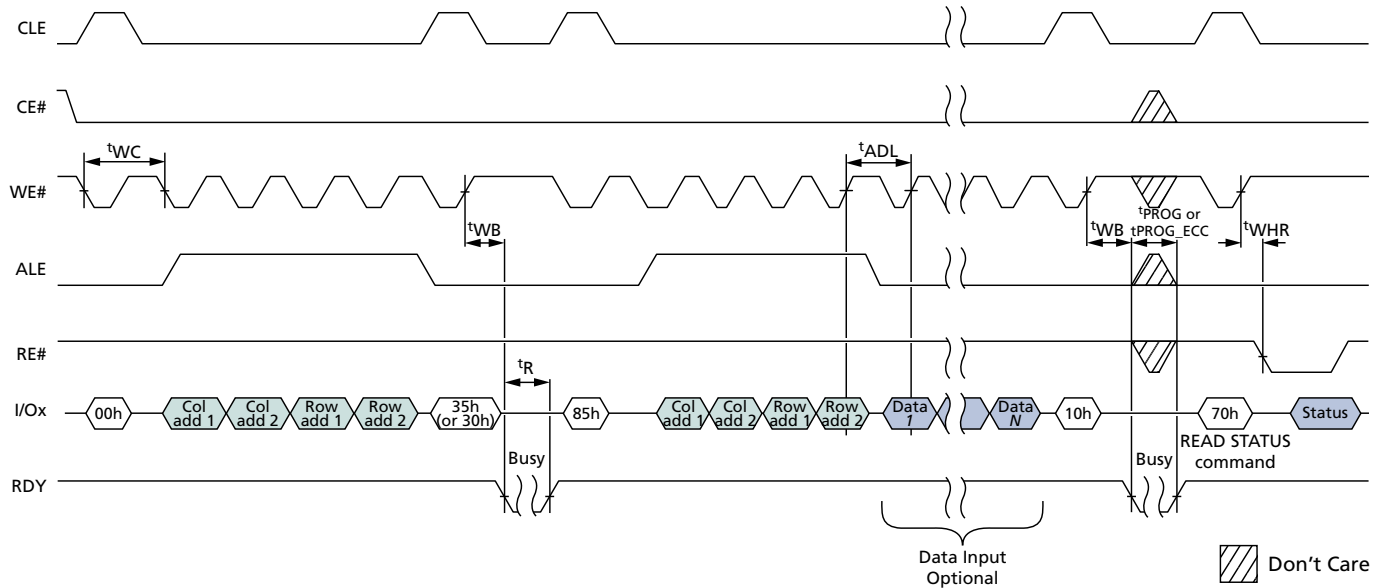 CLE
CE#
tWC
tADL
WE#
tWB
tWB
tPROG or
tPROG_ECC
tWHR
ALE
RE#
tR
I/Ox
00h
Col
add 1
Col
add 2
Row
add 1
Row
add 2
35h
(or 30h)
85h
Col
add 1
Col
add 2
Row
add 1
Row
add 2
Data
1
Data
N
10h
70h
Status
READ STATUS
command
Busy
Busy
RDY
Data Input
Optional
Don't Care